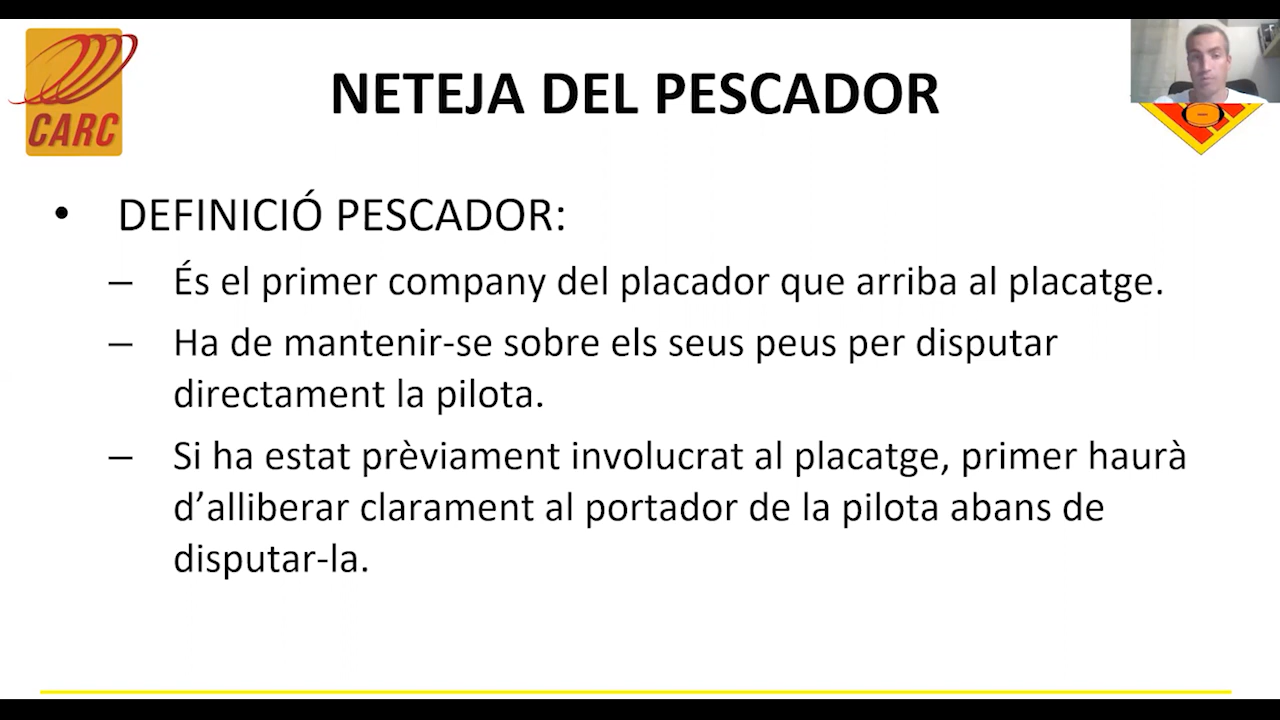 CARC
NETEJA DEL PESCADOR
• DEFINICIÓ PESCADOR:
– És el primer company del placador que arriba al placatge.
– Ha de mantenir-se sobre els seus peus per disputar
directament la pilota.
– Si ha estat prèviament involucrat al placatge, primer haurà
d’alliberar clarament al portador de la pilota abans de
disputar-la.